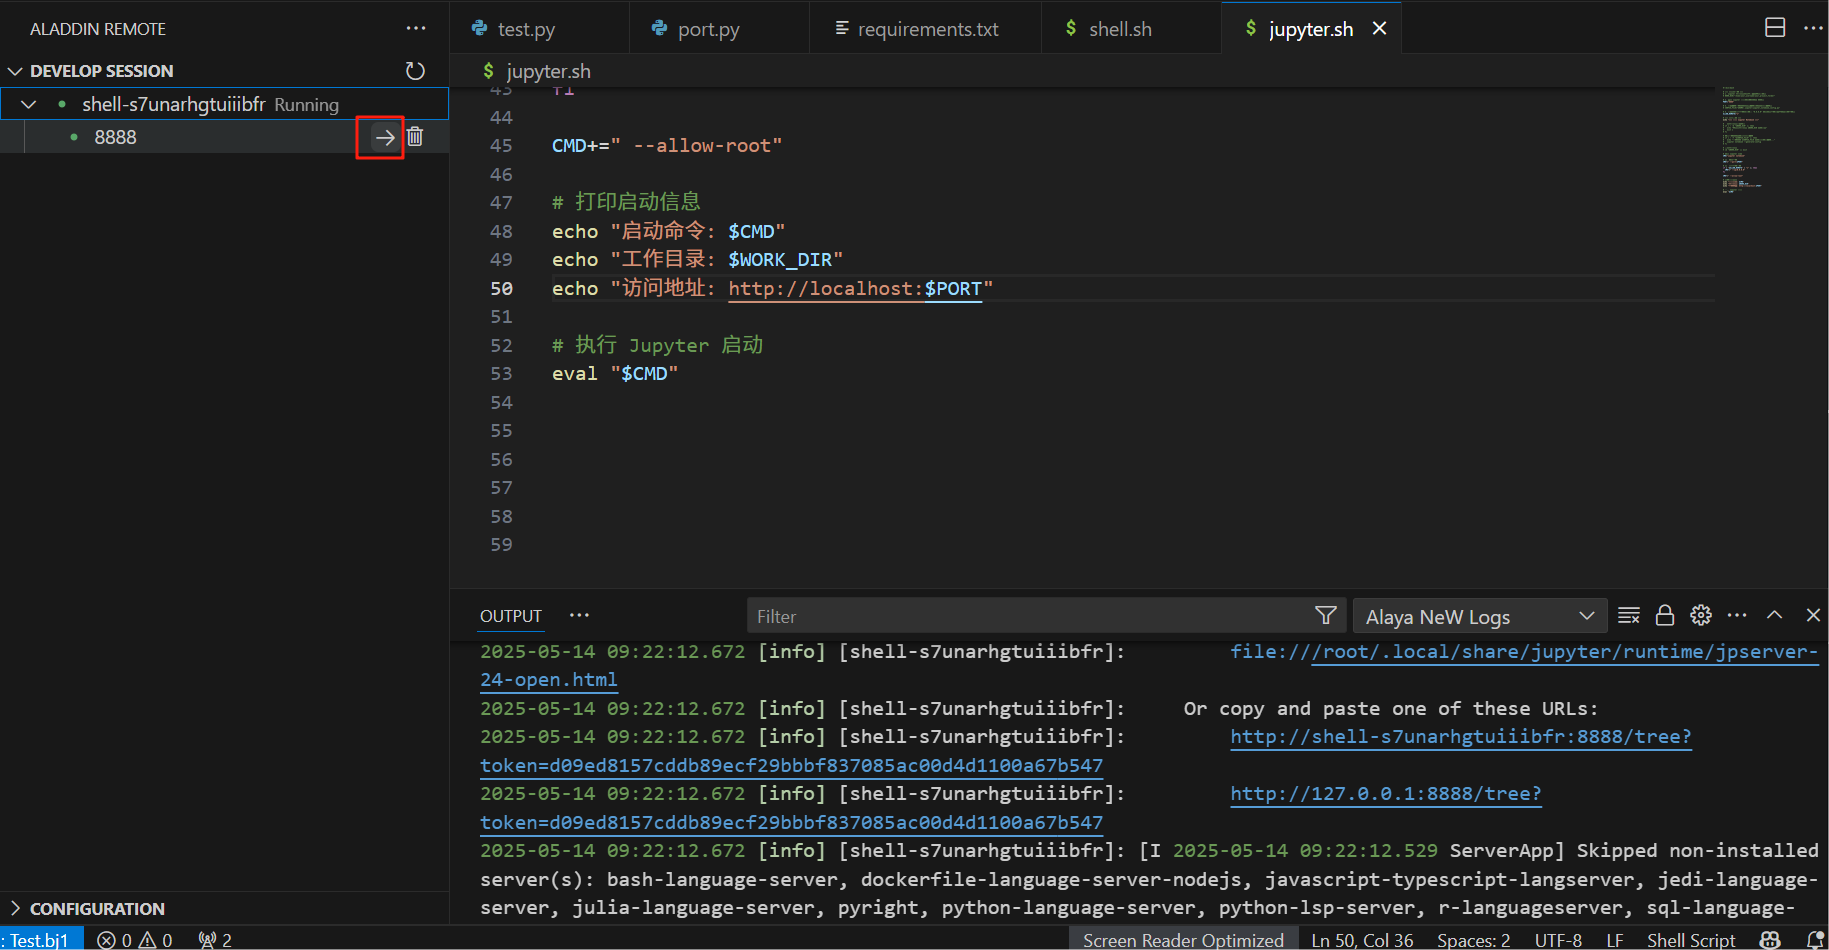 ALADDIN REMOTE
DEVELOP SESSION
shell-s7unarhgtuiiibfr Running
8888
CONFIGURATION
test.py
port.py
requirements.txt
$ shell.sh
$ jupyter.sh
$ jupyter.sh
43 fi
44
45 CMD+=" --allow-root"
46
47 # 打印启动信息
48 echo "启动命令: $CMD"
49 echo "工作目录: $WORK_DIR"
50 echo "访问地址: http://localhost:$PORT"
51
52 # 执行 Jupyter 启动
53 eval "$CMD"
54
55
56
57
58
59
OUTPUT
Filter
Alaya NeW Logs
2025-05-14 09:22:12.672 [info] [shell-s7unarhgtuiiibfr]: file:///root/.local/share/jupyter/runtime/jpserver-
24-open.html
2025-05-14 09:22:12.672 [info] [shell-s7unarhgtuiiibfr]: Or copy and paste one of these URLs:
2025-05-14 09:22:12.672 [info] [shell-s7unarhgtuiiibfr]: http://shell-s7unarhgtuiiibfr:8888/tree?
token=d09ed8157cddb89ecf29bbbf837085ac00d4d1100a67b547
2025-05-14 09:22:12.672 [info] [shell-s7unarhgtuiiibfr]: http://127.0.0.1:8888/tree?
token=d09ed8157cddb89ecf29bbbf837085ac00d4d1100a67b547
2025-05-14 09:22:12.672 [info] [shell-s7unarhgtuiiibfr]: [I 2025-05-14 09:22:12.529 ServerApp] Skipped non-installed
server(s): bash-language-server, dockerfile-language-server-nodejs, javascript-typescript-langserver, jedi-language-
server, julia-language-server, pyright, python-language-server, python-lsp-server, r-languageserver, sql-language-
: Test.bj1 0 0 2 Screen Reader Optimized Ln 50, Col 36 Spaces: 2 UTF-8 LF Shell Script